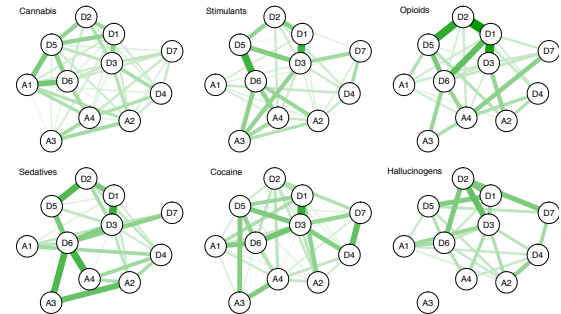 Cannabis
D2
D1
D5
D7
D3
A1
D6
D4
A4
A2
A3
Stimulants
D2
D1
D5
D7
D3
A1
D6
D4
A4
A2
A3
Opioids
D2
D1
D5
D7
D3
A1
D6
D4
A4
A2
A3
Sedatives
D2
D1
D5
D7
D3
A1
D6
D4
A4
A2
A3
Cocaine
D2
D1
D5
D7
D3
A1
D6
D4
A4
A2
A3
Hallucinogens
D2
D1
D5
D7
D3
A1
D6
D4
A4
A2
A3